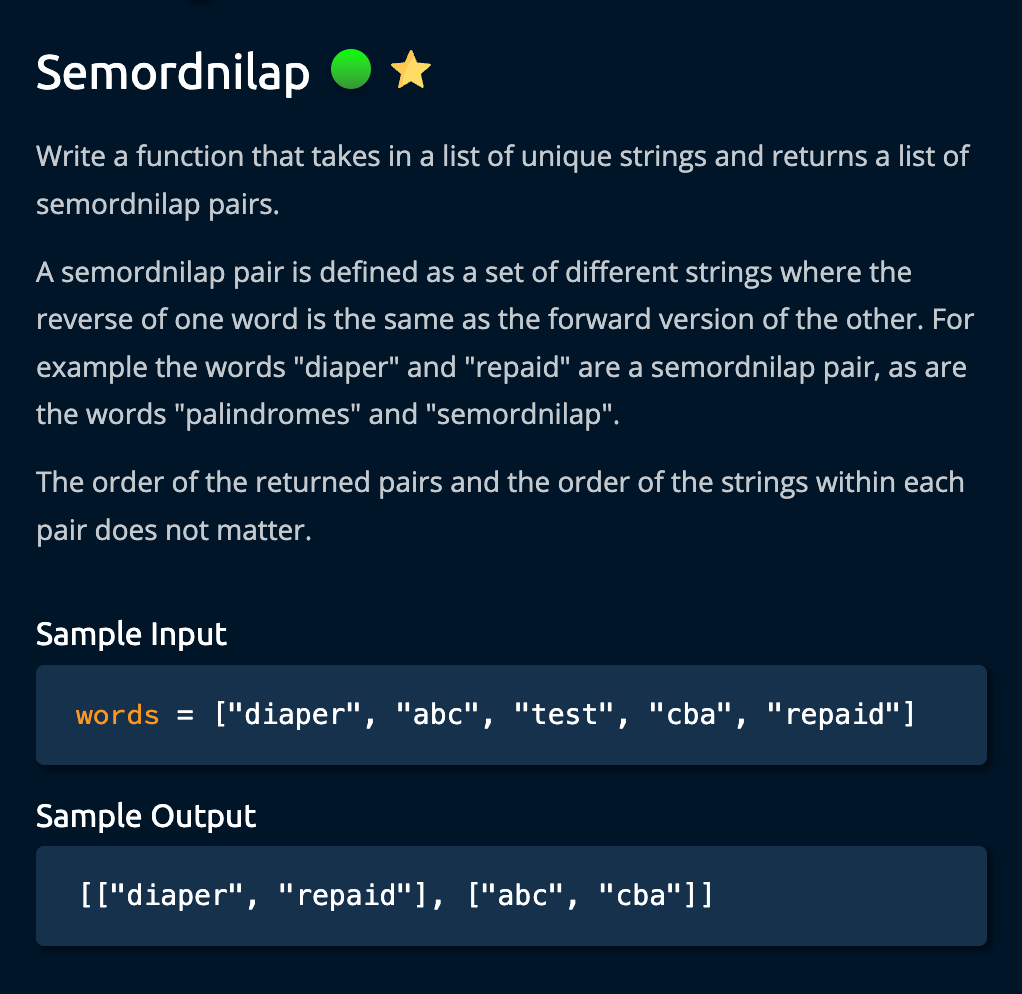 Semordnilap
Write a function that takes in a list of unique strings and returns a list of
semordnilap pairs.
A semordnilap pair is defined as a set of different strings where the
reverse of one word is the same as the forward version of the other. For
example the words "diaper" and "repaid" are a semordnilap pair, as are
the words "palindromes" and "semordnilap".
The order of the returned pairs and the order of the strings within each
pair does not matter.
Sample Input
words = ["diaper", "abc", "test", "cba", "repaid"]
Sample Output
[["diaper", "repaid"], ["abc", "cba"]]